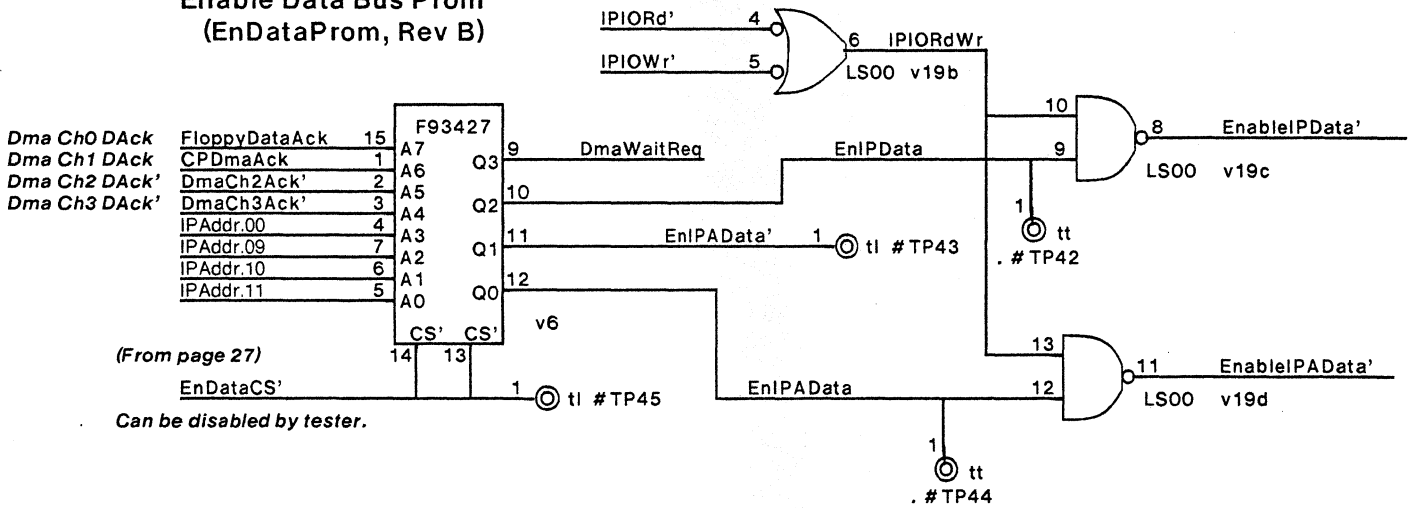 Enable Data Bus Prom
(EnDataProm, Rev B)
IPIORd' 4
IPIOWr' 5
6 IPIORdWr
LS00 v19b
F93427
Dma Ch0 DAck FloppyDataAck 15 A7
Dma Ch1 DAck CPDmaAck 1 A6
Dma Ch2 DAck' DmaCh2Ack' 2 A5
Dma Ch3 DAck' DmaCh3Ack' 3 A4
IPAddr.00 4 A3
IPAddr.09 7 A2
IPAddr.10 6 A1
IPAddr.11 5 A0
Q3 9 DmaWaitReq
Q2 10 EnIPData
Q1 11 EnIPAData' 1 tl #TP43
Q0 12
CS' CS'
14 13
v6
10
9
8 EnableIPData'
LS00 v19c
1 tt
. #TP42
(From page 27)
EnDataCS' 1 tl #TP45
Can be disabled by tester.
EnIPAData
13
12
11 EnableIPAData'
LS00 v19d
1 tt
. #TP44